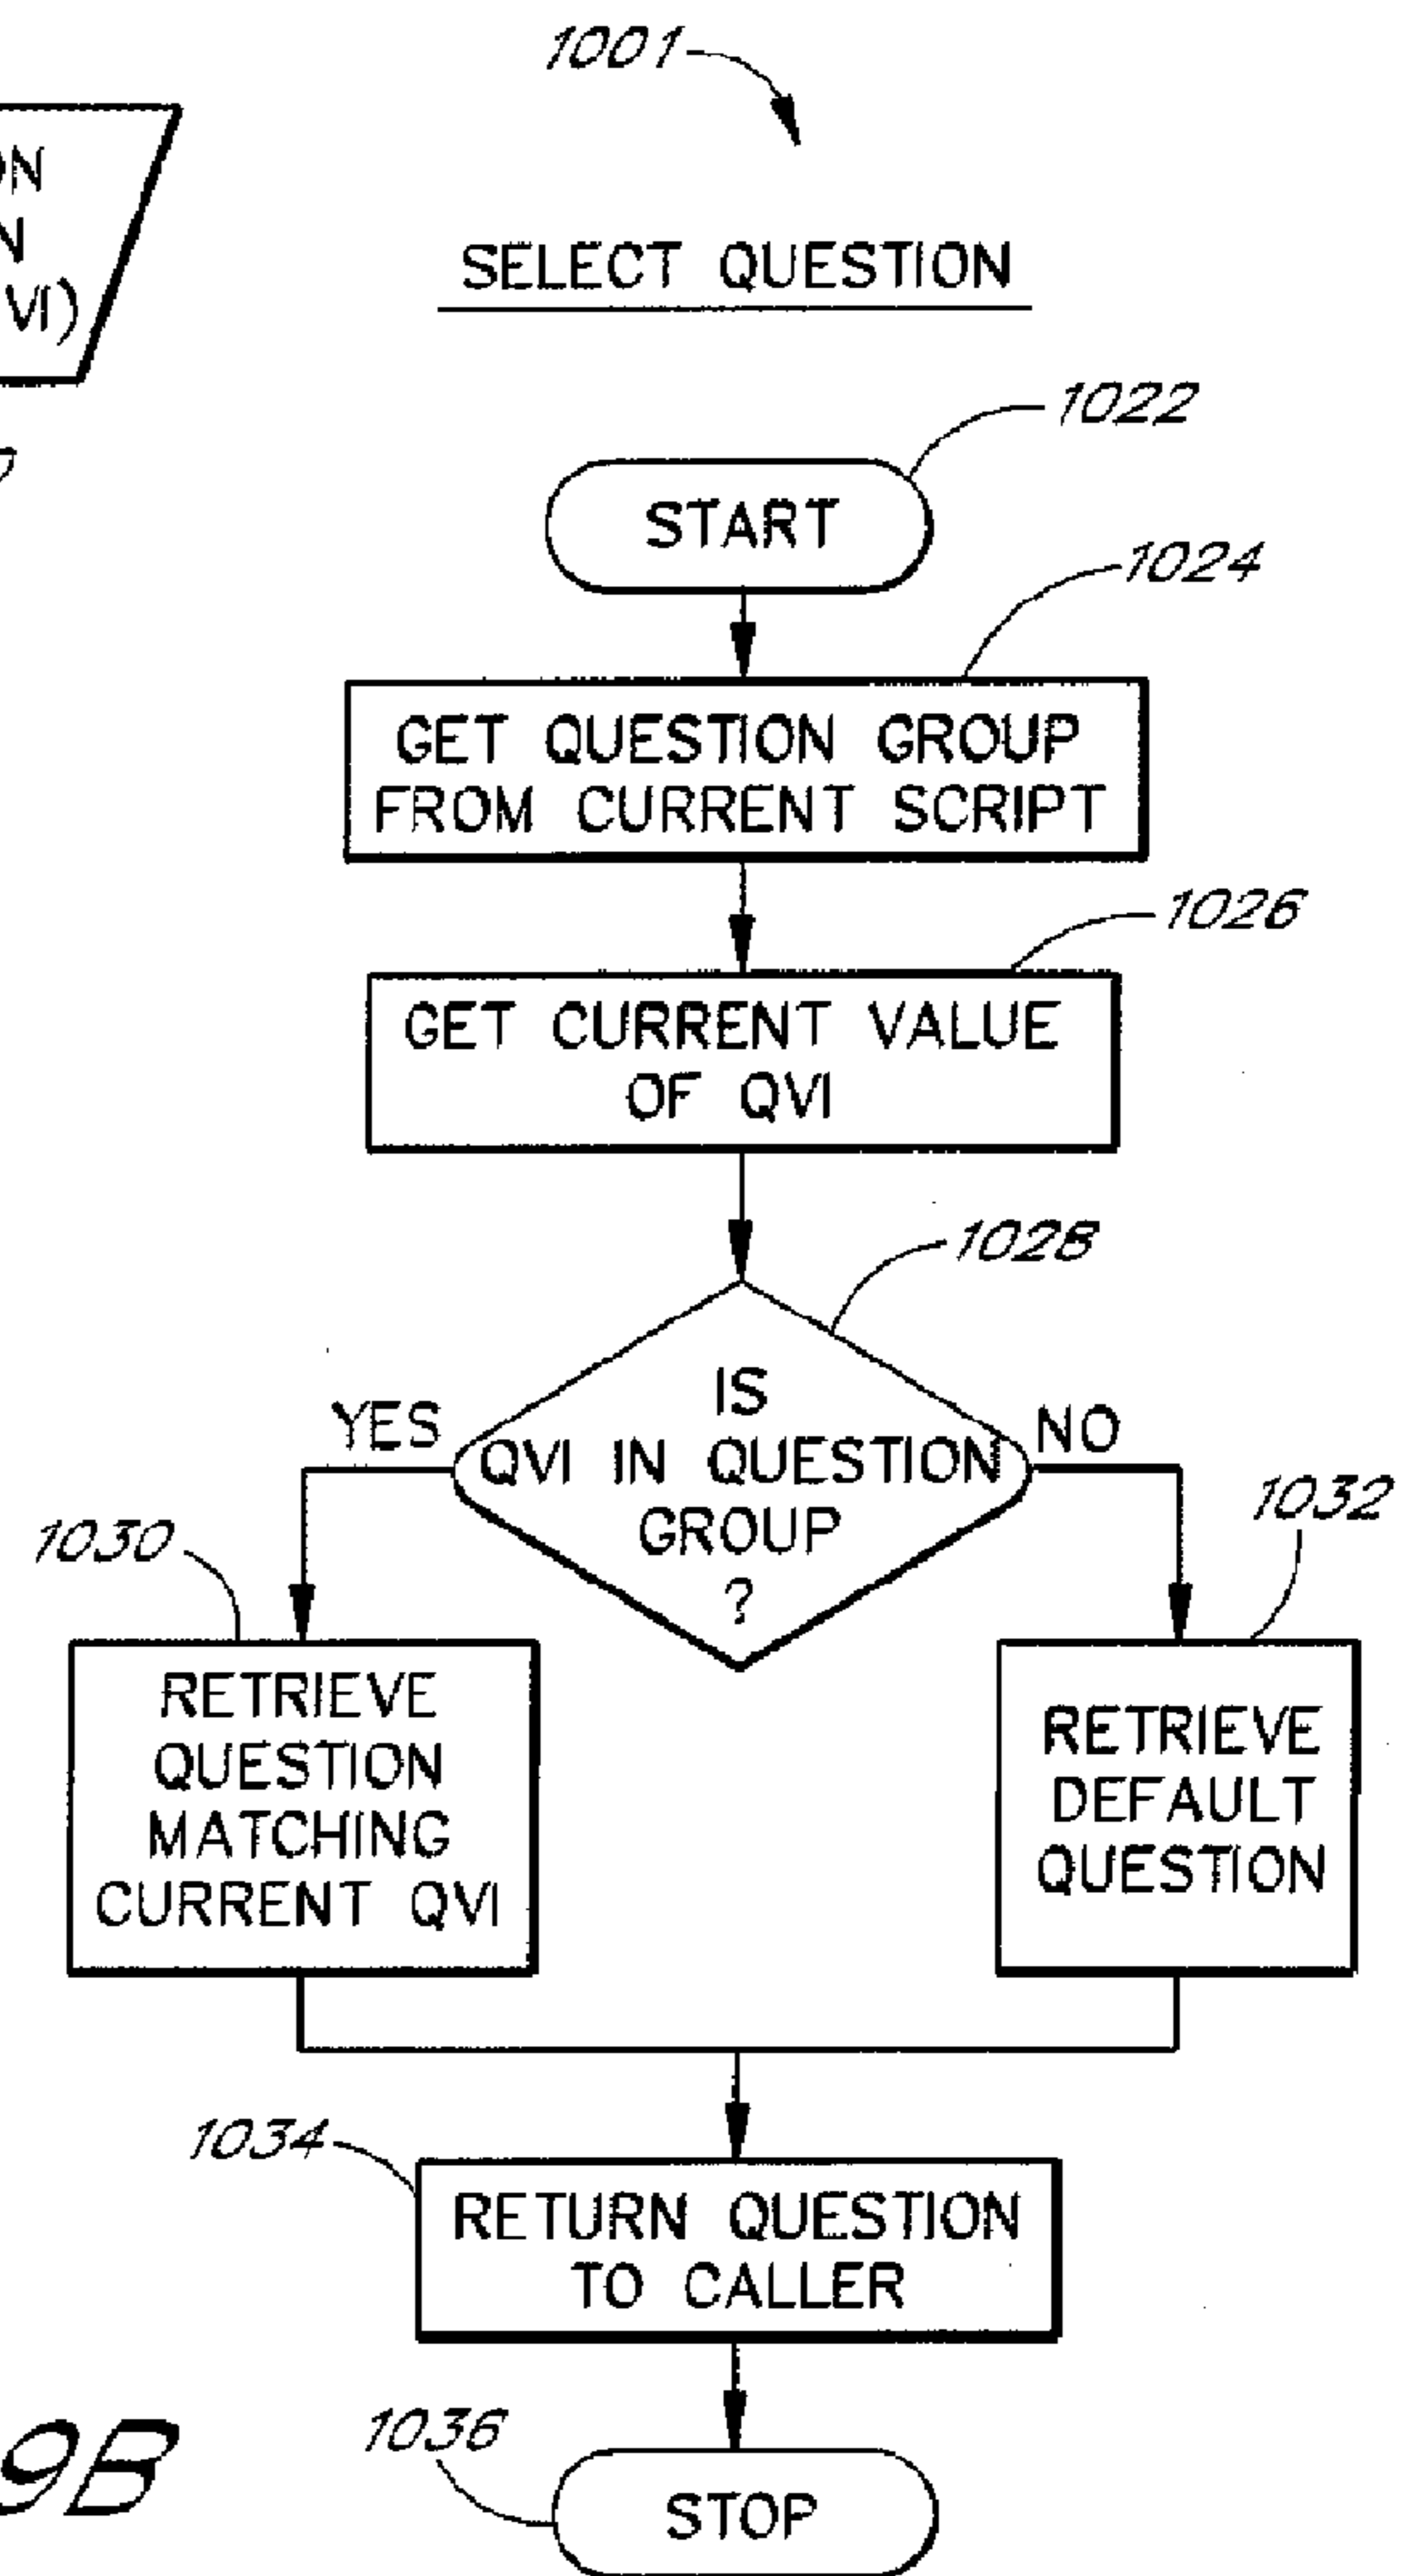 1001
SELECT QUESTION
VI)
1022
START
1024
GET QUESTION GROUP
FROM CURRENT SCRIPT
1026
GET CURRENT VALUE
OF QVI
1028
IS
QVI IN QUESTION
GROUP
?
YES
NO
1030
1032
RETRIEVE
QUESTION
MATCHING
CURRENT QVI
RETRIEVE
DEFAULT
QUESTION
1034
RETURN QUESTION
TO CALLER
1036
STOP
9B